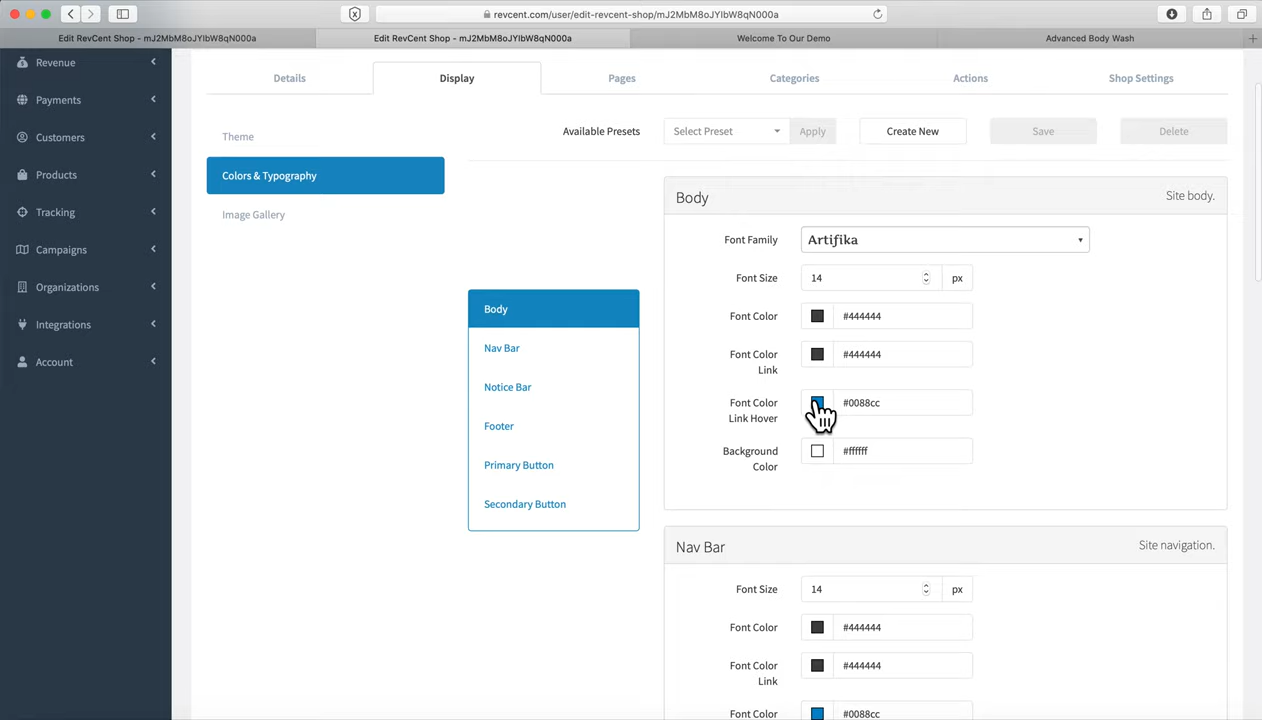 revcent.com/user/edit-revcent-shop/mJ2MbM8oJYIbW8qN000a
Edit RevCent Shop - mJ2MbM8oJYIbW8qN000a
Edit RevCent Shop - mJ2MbM8oJYIbW8qN000a
Welcome To Our Demo
Advanced Body Wash
Revenue
Payments
Customers
Products
Tracking
Campaigns
Organizations
Integrations
Account
Details
Display
Pages
Categories
Actions
Shop Settings
Theme
Colors & Typography
Image Gallery
Available Presets
Select Preset
Apply
Create New
Save
Delete
Body
Nav Bar
Notice Bar
Footer
Primary Button
Secondary Button
Body
Site body.
Font Family
Artifika
Font Size
14
px
Font Color
#444444
Font Color
Link
#444444
Font Color
Link Hover
#0088cc
Background
Color
#ffffff
Nav Bar
Site navigation.
Font Size
14
px
Font Color
#444444
Font Color
Link
#444444
Font Color
#0088cc